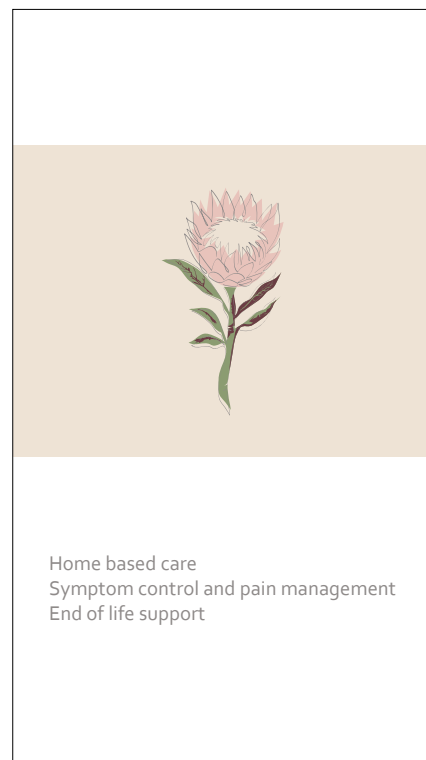 Home based care
Symptom control and pain management
End of life support